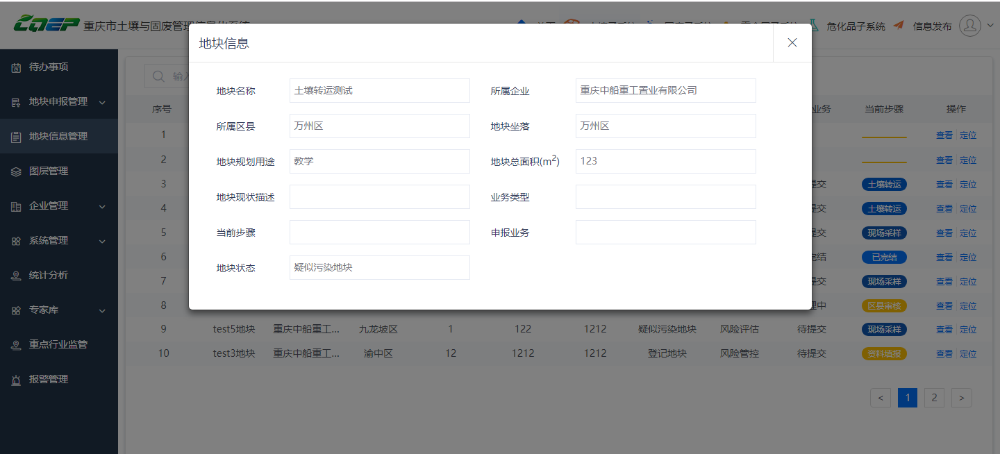 CQEP 重庆市土壤与固废管理信息化系统
危化品子系统 信息发布
待办事项
地块申报管理
地块信息管理
图层管理
企业管理
系统管理
统计分析
专家库
重点行业监管
报警管理
地块信息
地块名称 土壤转运测试 所属企业 重庆中船重工置业有限公司
所属区县 万州区 地块坐落 万州区
地块规划用途 教学 地块总面积(m²) 123
地块现状描述 业务类型
当前步骤 申报业务
地块状态 疑似污染地块
输入
序号 业务 当前步骤 操作
1 查看 定位
2 查看 定位
3 提交 土壤转运 查看 定位
4 提交 土壤转运 查看 定位
5 提交 现场采样 查看 定位
6 完结 已完结 查看 定位
7 提交 现场采样 查看 定位
8 理中 区县审核 查看 定位
9 test5地块 重庆中船重工... 九龙坡区 1 122 1212 疑似污染地块 风险评估 待提交 现场采样 查看 定位
10 test3地块 重庆中船重工... 渝中区 12 1212 1212 登记地块 风险管控 待提交 资料填报 查看 定位
< 1 2 >